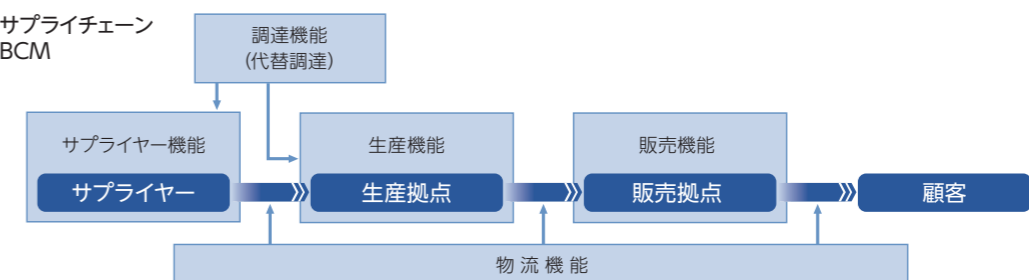 サプライチェーン
BCM
調達機能
(代替調達)
サプライヤー機能
生産機能
販売機能
サプライヤー
生産拠点
販売拠点
顧客
物流機能